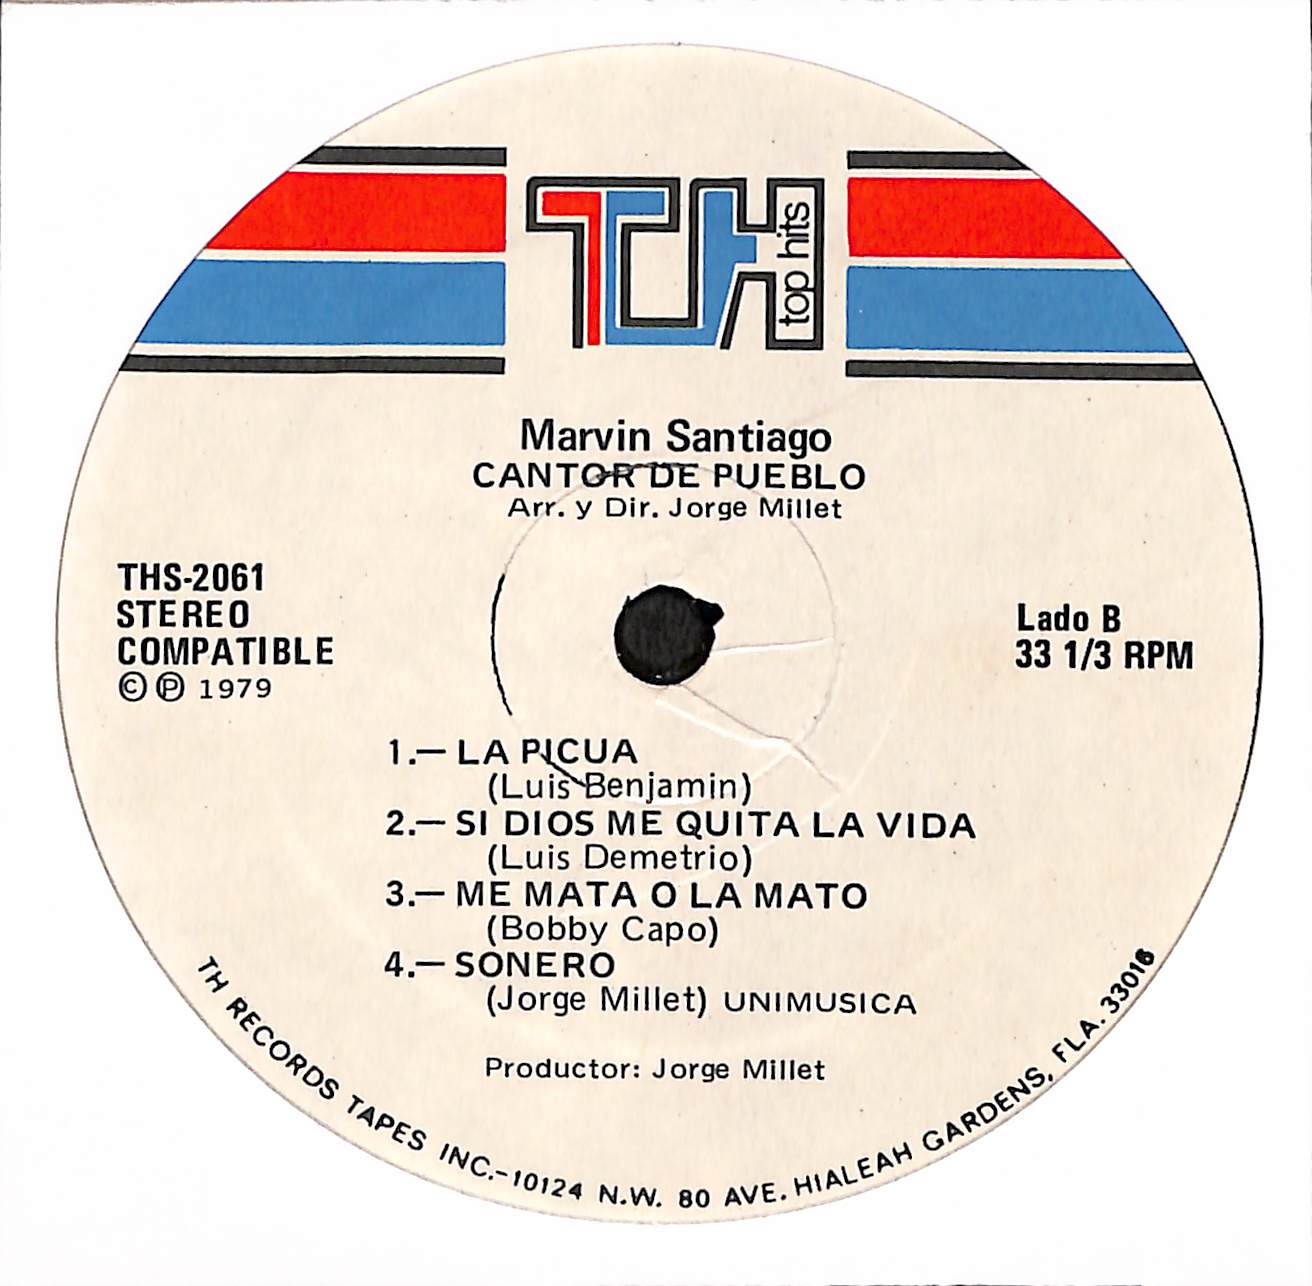 TH
top hits
Marvin Santiago
CANTOR DE PUEBLO
Arr. y Dir. Jorge Millet
THS-2061
STEREO
COMPATIBLE
© ℗ 1979
Lado B
33 1/3 RPM
1.— LA PICUA
(Luis Benjamin)
2.— SI DIOS ME QUITA LA VIDA
(Luis Demetrio)
3.— ME MATA O LA MATO
(Bobby Capo)
4.— SONERO
(Jorge Millet) UNIMUSICA
Productor: Jorge Millet
TH RECORDS TAPES INC.-10124 N.W. 80 AVE. HIALEAH GARDENS, FLA. 33016